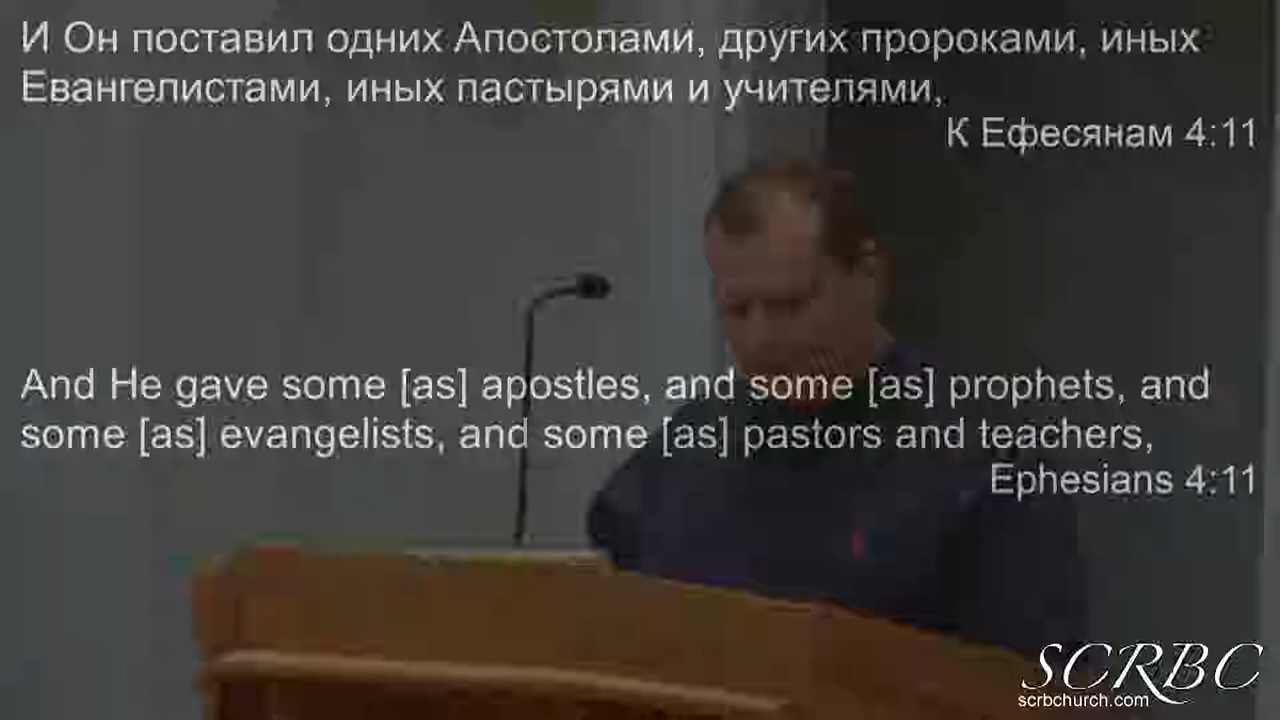 И Он поставил одних Апостолами, других пророками, иных
Евангелистами, иных пастырями и учителями,
К Ефесянам 4:11
And He gave some [as] apostles, and some [as] prophets, and
some [as] evangelists, and some [as] pastors and teachers,
Ephesians 4:11
SCRBC
scrbchurch.com